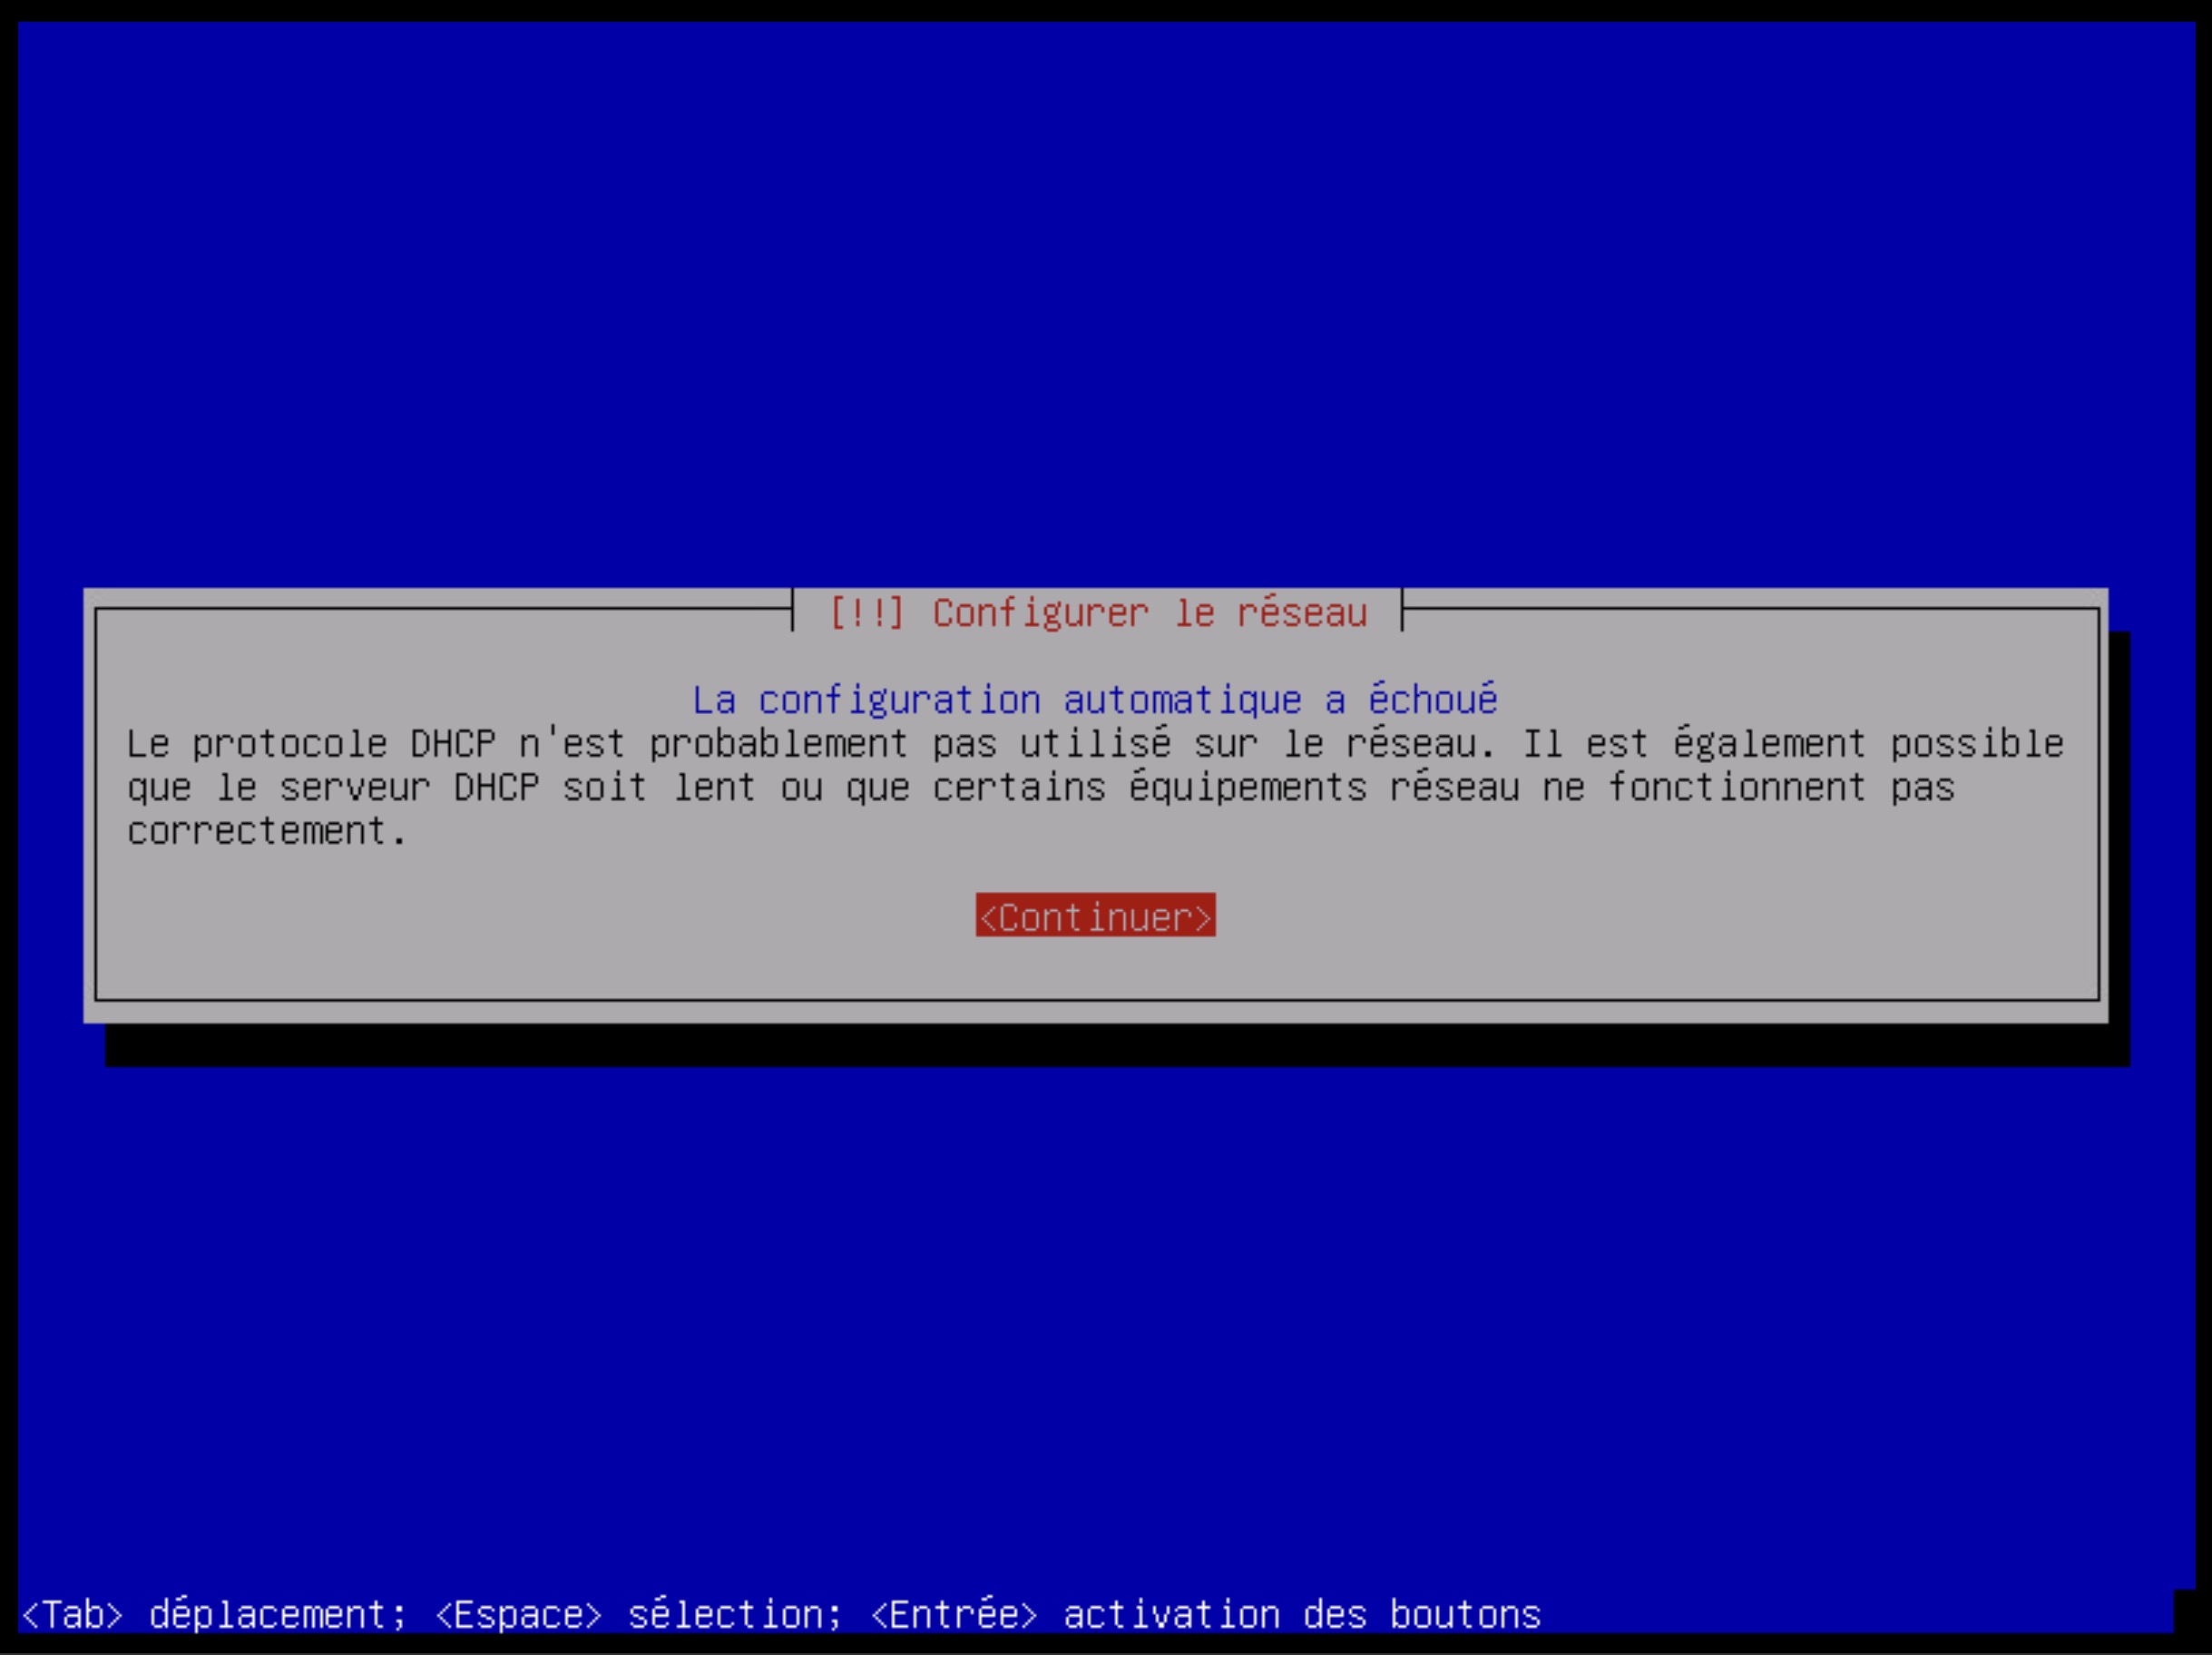 [!!] Configurer le réseau
La configuration automatique a échoué
Le protocole DHCP n'est probablement pas utilisé sur le réseau. Il est également possible
que le serveur DHCP soit lent ou que certains équipements réseau ne fonctionnent pas
correctement.
<Continuer>
<Tab> déplacement; <Espace> sélection; <Entrée> activation des boutons